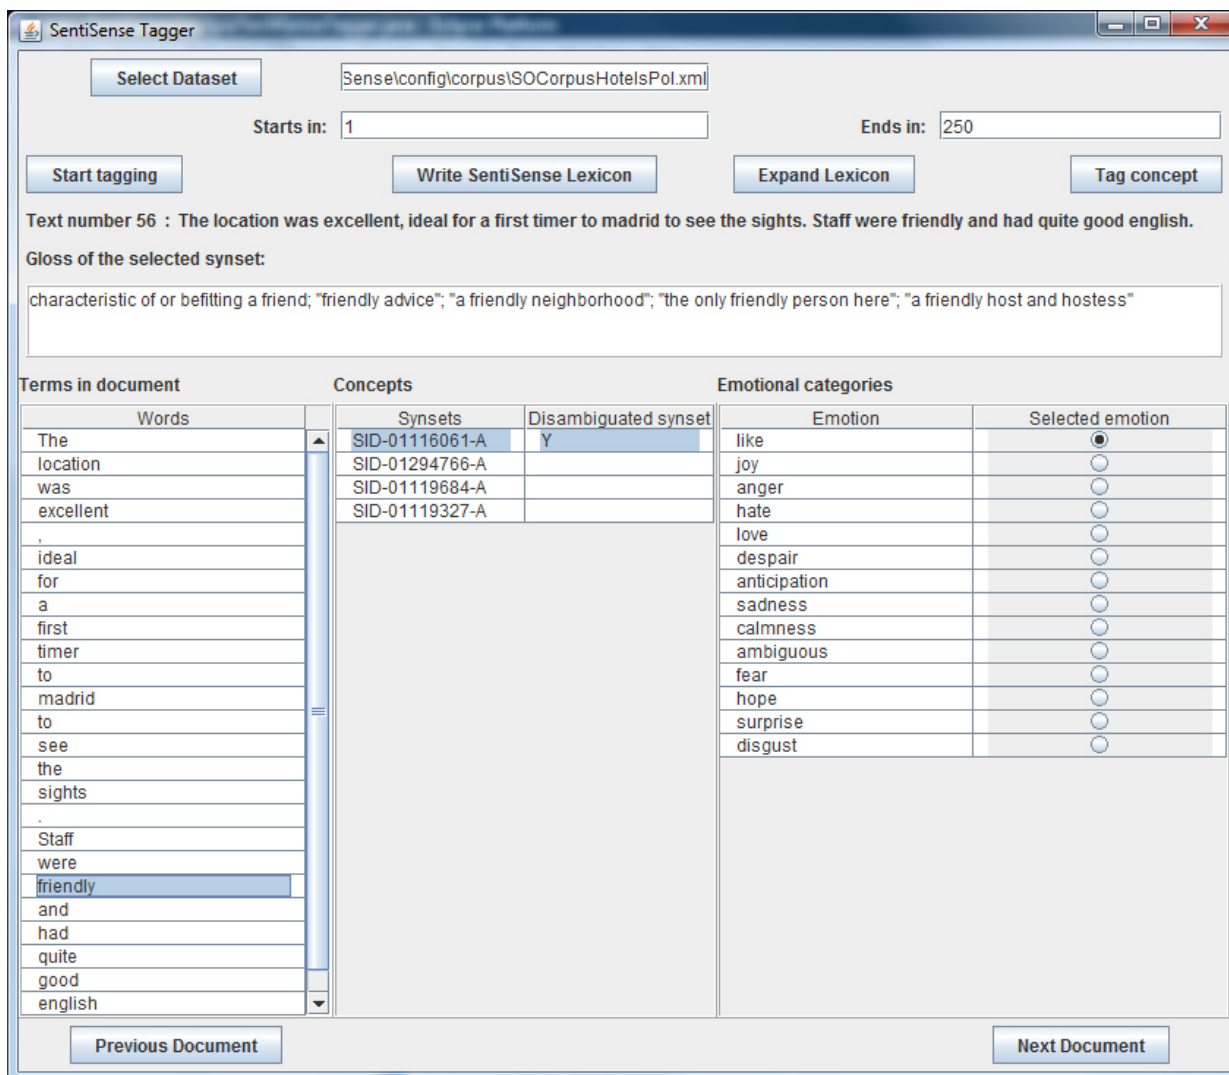 SentiSense Tagger
Select Dataset Sense\config\corpus\SOCorpusHotelsPol.xml
Starts in: 1 Ends in: 250
Start tagging Write SentiSense Lexicon Expand Lexicon Tag concept
Text number 56 : The location was excellent, ideal for a first timer to madrid to see the sights. Staff were friendly and had quite good english.
Gloss of the selected synset:
characteristic of or befitting a friend; "friendly advice"; "a friendly neighborhood"; "the only friendly person here"; "a friendly host and hostess"
Terms in document Concepts Emotional categories
Words Synsets Disambiguated synset Emotion Selected emotion
The SID-01116061-A Y like
location SID-01294766-A joy
was SID-01119684-A anger
excellent SID-01119327-A hate
, love
ideal despair
for anticipation
a sadness
first calmness
timer ambiguous
to fear
madrid hope
to surprise
see disgust
the
sights
.
Staff
were
friendly
and
had
quite
good
english
Previous Document Next Document